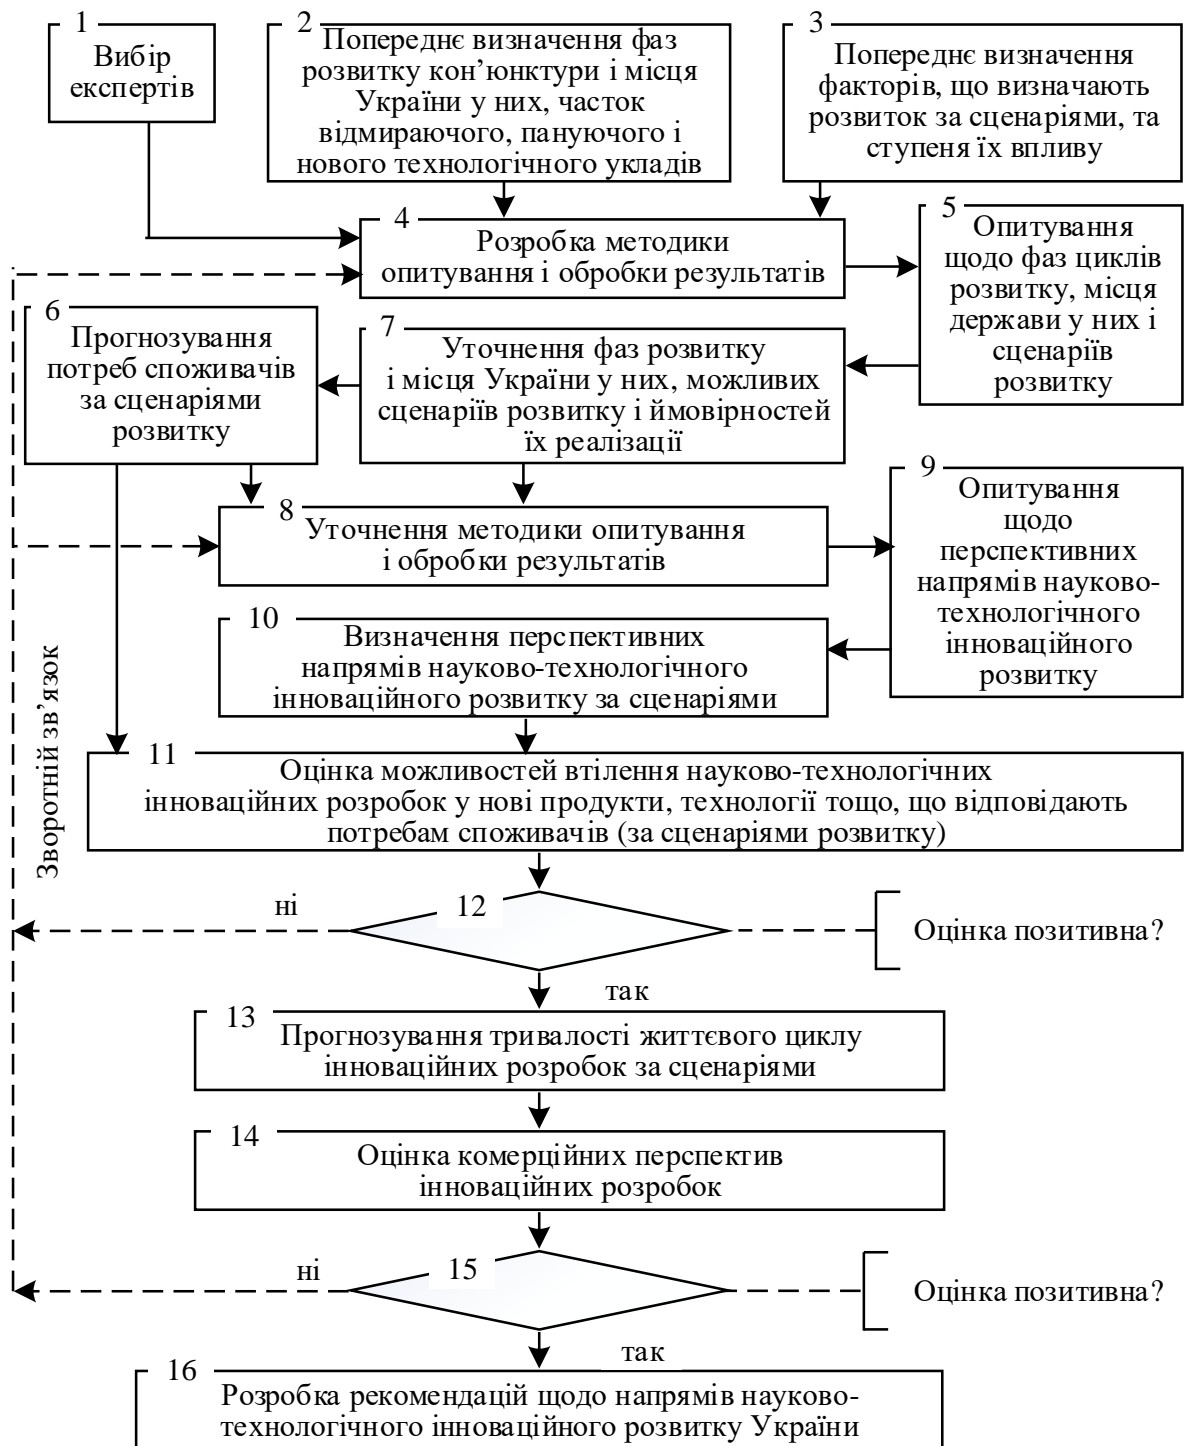 1
Вибір
експертів
2
Попереднє визначення фаз
розвитку кон’юнктури і місця
України у них, часток
відмираючого, пануючого і
нового технологічного укладів
3
Попереднє визначення
факторів, що визначають
розвиток за сценаріями, та
ступеня їх впливу
4
Розробка методики
опитування і обробки результатів
5
Опитування
щодо фаз циклів
розвитку, місця
держави у них і
сценаріїв
розвитку
6
Прогнозування
потреб споживачів
за сценаріями
розвитку
7
Уточнення фаз розвитку
і місця України у них, можливих
сценаріїв розвитку і ймовірностей
їх реалізації
8
Уточнення методики опитування
і обробки результатів
9
Опитування
щодо
перспективних
напрямів науково-
технологічного
інноваційного
розвитку
10
Визначення перспективних
напрямів науково-технологічного
інноваційного розвитку за сценаріями
Зворотній зв’язок
11
Оцінка можливостей втілення науково-технологічних
інноваційних розробок у нові продукти, технології тощо, що відповідають
потребам споживачів (за сценаріями розвитку)
ні
12
Оцінка позитивна?
так
13
Прогнозування тривалості життєвого циклу
інноваційних розробок за сценаріями
14
Оцінка комерційних перспектив
інноваційних розробок
ні
15
Оцінка позитивна?
так
16
Розробка рекомендацій щодо напрямів науково-
технологічного інноваційного розвитку України